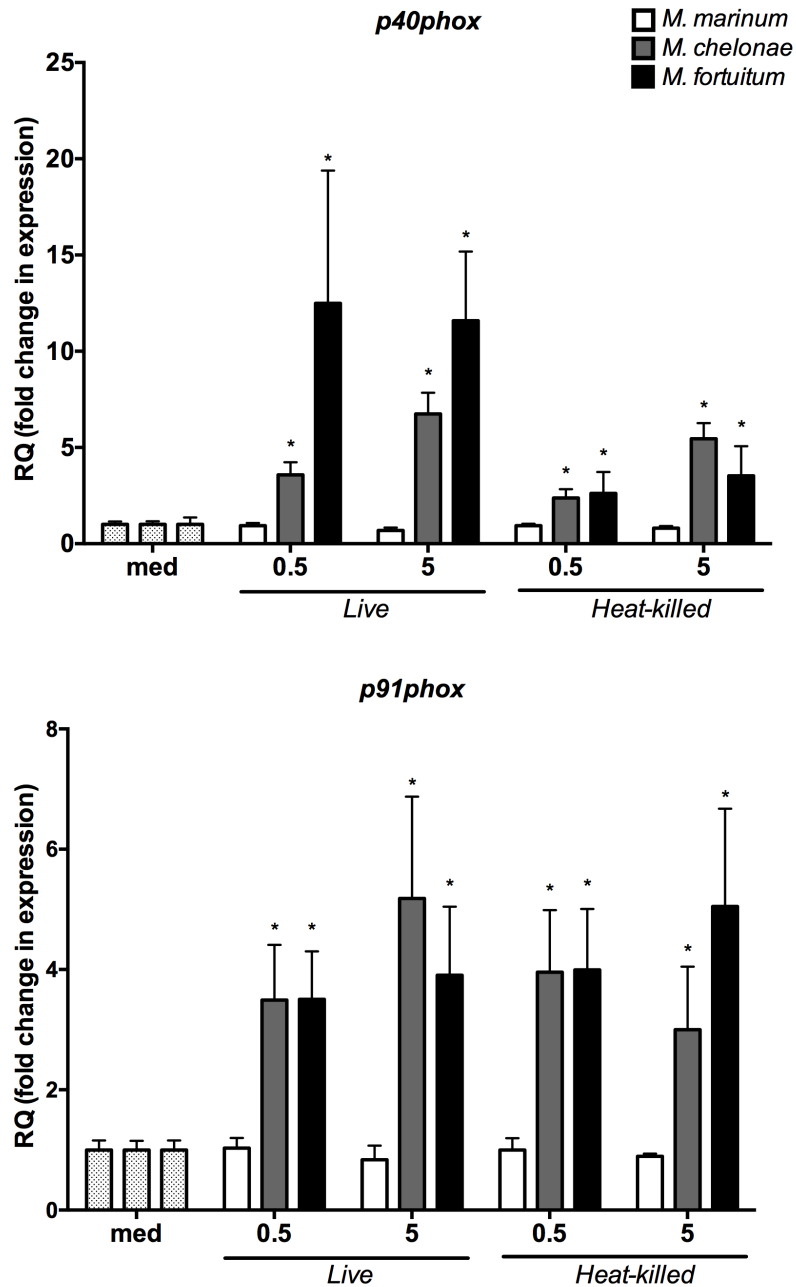 p40phox
M. marinum
M. chelonae
M. fortuitum
RQ (fold change in expression)
25
20
15
10
5
0
* * * * * * * *
med 0.5 5 0.5 5
Live Heat-killed
p91phox
RQ (fold change in expression)
8
6
4
2
0
* * * * * * * *
med 0.5 5 0.5 5
Live Heat-killed